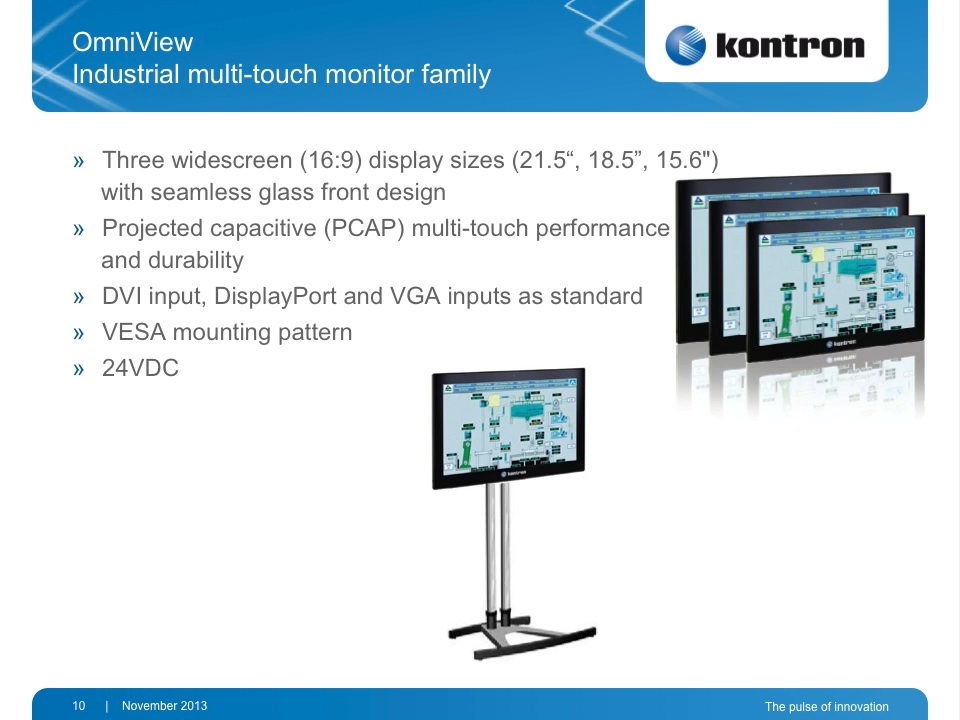 OmniView
Industrial multi-touch monitor family
kontron
» Three widescreen (16:9) display sizes (21.5“, 18.5”, 15.6")
with seamless glass front design
» Projected capacitive (PCAP) multi-touch performance
and durability
» DVI input, DisplayPort and VGA inputs as standard
» VESA mounting pattern
» 24VDC
kontron
kontron
10 | November 2013
The pulse of innovation